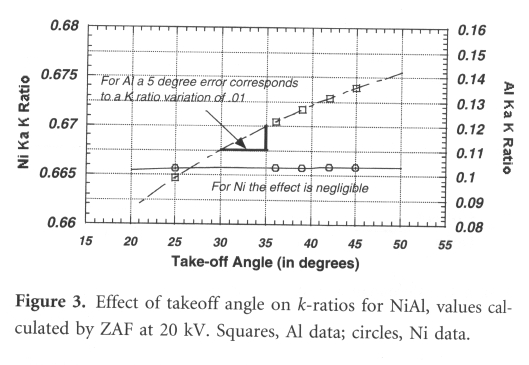 0.68
0.675
0.67
0.665
0.66
Ni Ka K Ratio
0.16
0.15
0.14
0.13
0.12
0.11
0.1
0.09
0.08
Al Ka K Ratio
For Al a 5 degree error corresponds
to a K ratio variation of .01
For Ni the effect is negligible
15 20 25 30 35 40 45 50 55
Take-off Angle (in degrees)
Figure 3. Effect of takeoff angle on k-ratios for NiAl, values cal-
culated by ZAF at 20 kV. Squares, Al data; circles, Ni data.